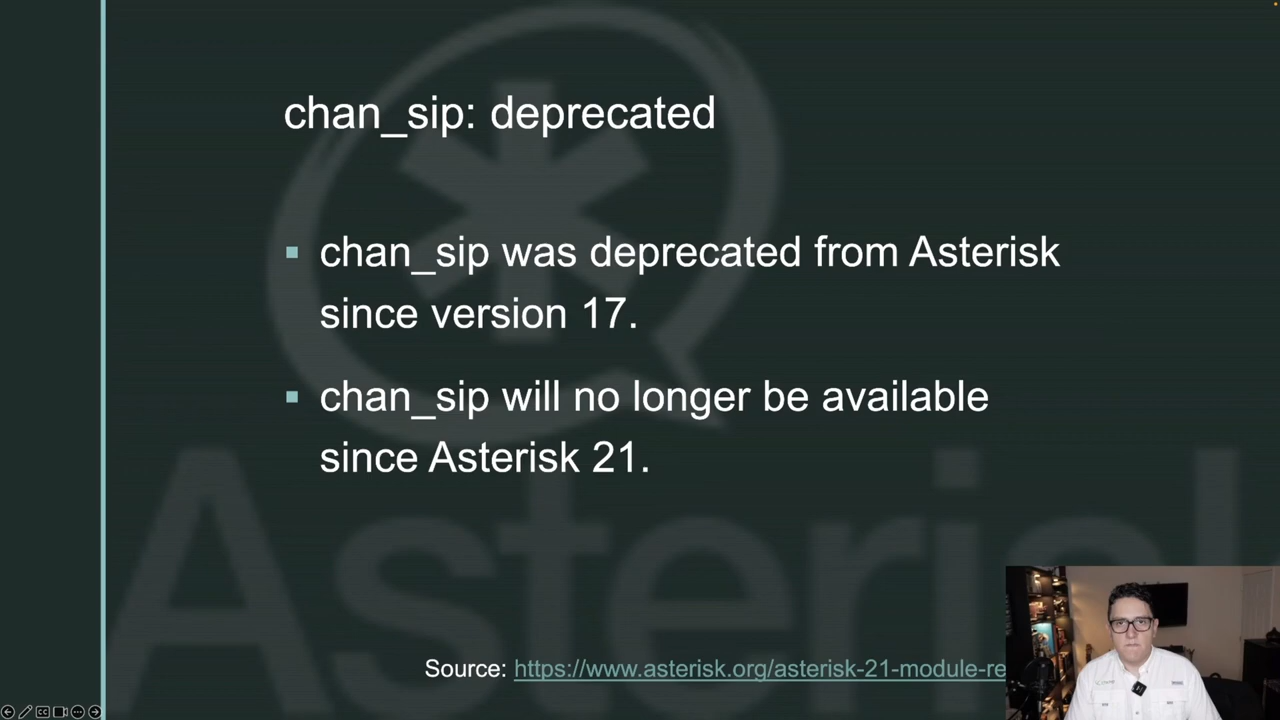 chan_sip: deprecated
chan_sip was deprecated from Asterisk
since version 17.
chan_sip will no longer be available
since Asterisk 21.
Asterisk
Source: https://www.asterisk.org/asterisk-21-module-re